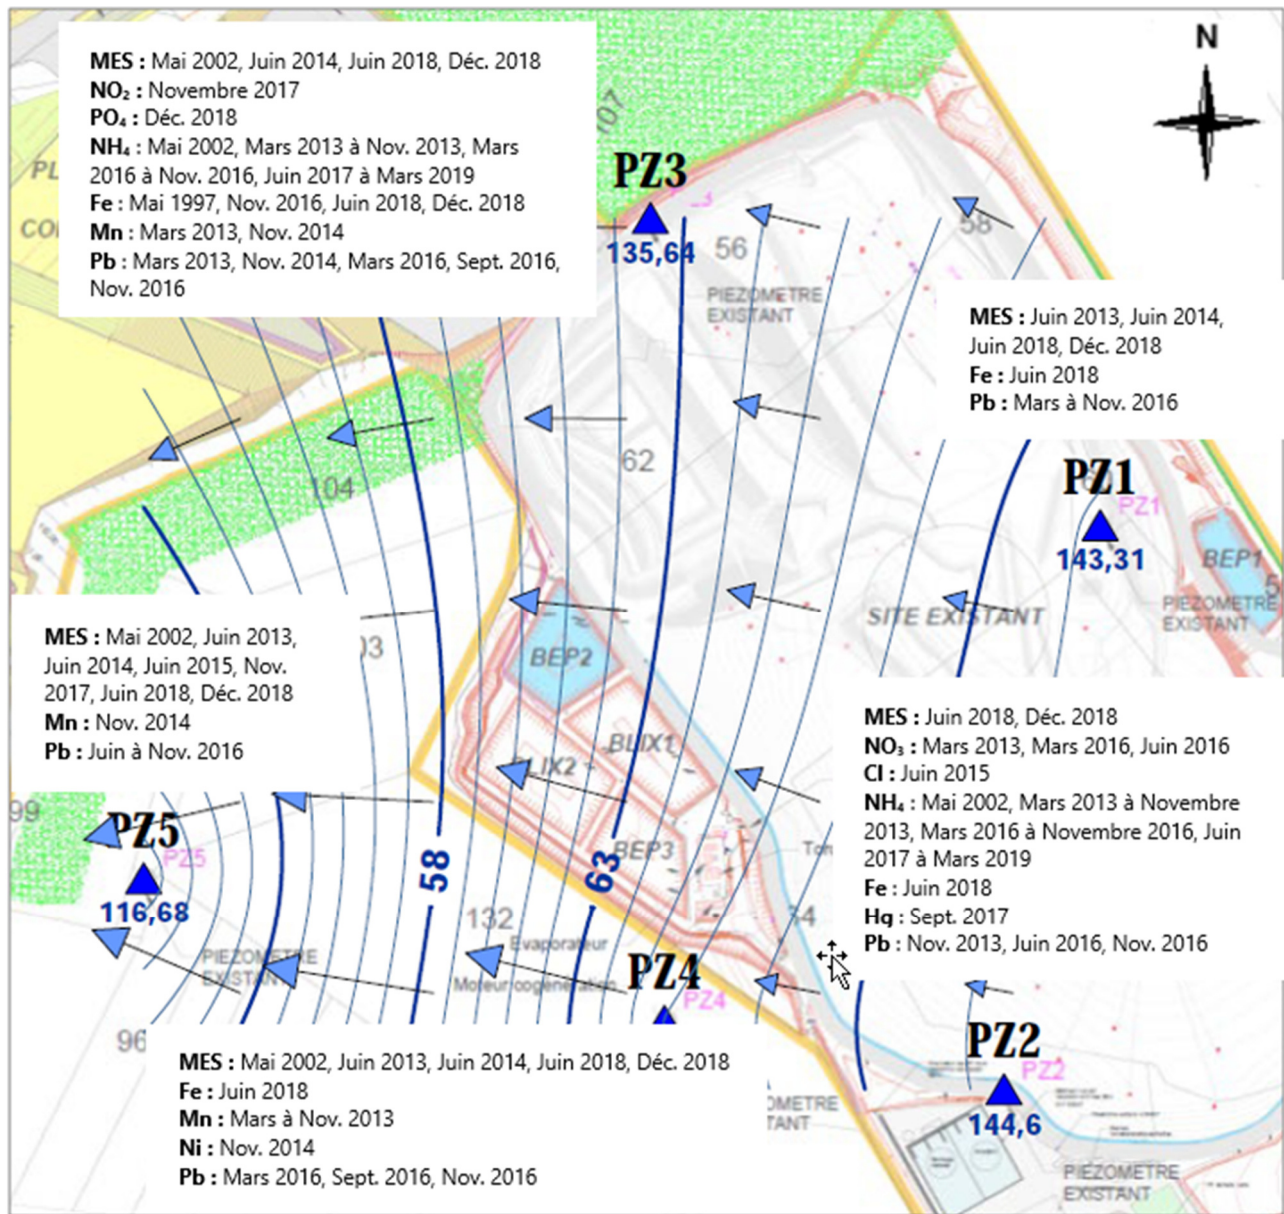 MES : Mai 2002, Juin 2014, Juin 2018, Déc. 2018
NO₂ : Novembre 2017
PO₄ : Déc. 2018
NH₄ : Mai 2002, Mars 2013 à Nov. 2013, Mars
2016 à Nov. 2016, Juin 2017 à Mars 2019
Fe : Mai 1997, Nov. 2016, Juin 2018, Déc. 2018
Mn : Mars 2013, Nov. 2014
Pb : Mars 2013, Nov. 2014, Mars 2016, Sept. 2016,
Nov. 2016
N
107
PZ3
135,64
56
58
PIEZOMETRE
EXISTANT
MES : Juin 2013, Juin 2014,
Juin 2018, Déc. 2018
Fe : Juin 2018
Pb : Mars à Nov. 2016
62
104
PZ1
PZ1
143,31
BEP1
PIEZOMETRE
EXISTANT
SITE EXISTANT
MES : Mai 2002, Juin 2013,
Juin 2014, Juin 2015, Nov.
2017, Juin 2018, Déc. 2018
Mn : Nov. 2014
Pb : Juin à Nov. 2016
BEP2
BLIX1
BLIX2
BEP3
MES : Juin 2018, Déc. 2018
NO₃ : Mars 2013, Mars 2016, Juin 2016
Cl : Juin 2015
NH₄ : Mai 2002, Mars 2013 à Novembre
2013, Mars 2016 à Novembre 2016, Juin
2017 à Mars 2019
Fe : Juin 2018
Hg : Sept. 2017
Pb : Nov. 2013, Juin 2016, Nov. 2016
99
PZ5
PZ5
116,68
58
63
132
Evaporateur
Moteur cogénération
PIEZOMETRE
EXISTANT
PZ4
PZ4
96
MES : Mai 2002, Juin 2013, Juin 2014, Juin 2018, Déc. 2018
Fe : Juin 2018
Mn : Mars à Nov. 2013
Ni : Nov. 2014
Pb : Mars 2016, Sept. 2016, Nov. 2016
PZ2
PZ2
144,6
PIEZOMETRE
EXISTANT